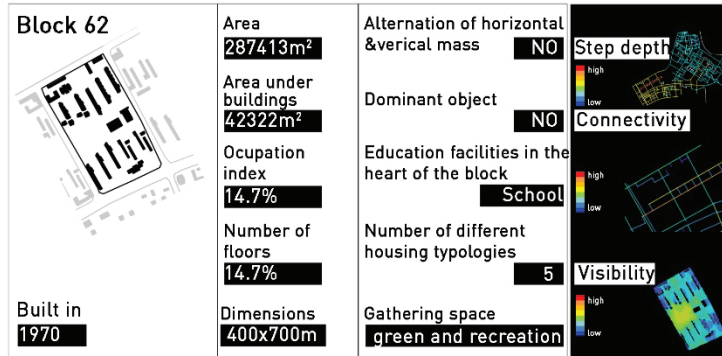 Block 62
Built in
1970
Area
287413m²
Area under
buildings
42322m²
Ocupation
index
14.7%
Number of
floors
14.7%
Dimensions
400x700m
Alternation of horizontal
&verical mass
NO
Dominant object
NO
Education facilities in the
heart of the block
School
Number of different
housing typologies
5
Gathering space
green and recreation
Step depth
high
low
Connectivity
high
low
Visibility
high
low